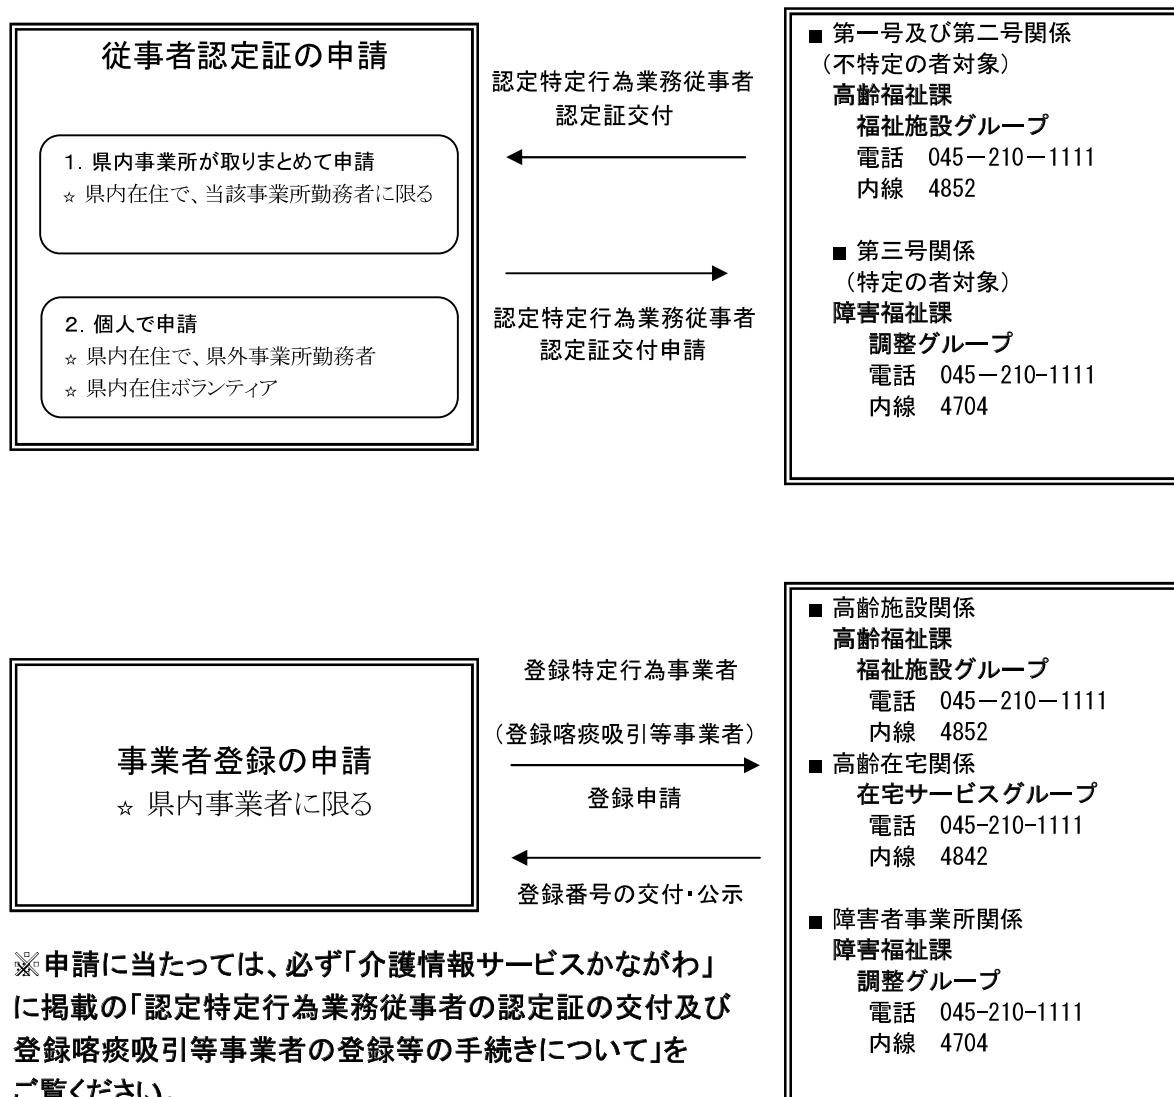 従事者認定証の申請
1．県内事業所が取りまとめて申請
☆ 県内在住で、当該事業所勤務者に限る
2．個人で申請
☆ 県内在住で、県外事業所勤務者
☆ 県内在住ボランティア
認定特定行為業務従事者
認定証交付
認定特定行為業務従事者
認定証交付申請
■ 第一号及び第二号関係
（不特定の者対象）
高齢福祉課
福祉施設グループ
電話　045－210－1111
内線　4852
■ 第三号関係
（特定の者対象）
障害福祉課
調整グループ
電話　045－210-1111
内線　4704
事業者登録の申請
☆ 県内事業者に限る
登録特定行為事業者
（登録喀痰吸引等事業者）
登録申請
登録番号の交付・公示
■ 高齢施設関係
高齢福祉課
福祉施設グループ
電話　045－210－1111
内線　4852
■ 高齢在宅関係
在宅サービスグループ
電話　045-210-1111
内線　4842
■ 障害者事業所関係
障害福祉課
調整グループ
電話　045-210-1111
内線　4704
※申請に当たっては、必ず「介護情報サービスかながわ」
に掲載の「認定特定行為業務従事者の認定証の交付及び
登録喀痰吸引等事業者の登録等の手続きについて」を
ご覧ください。